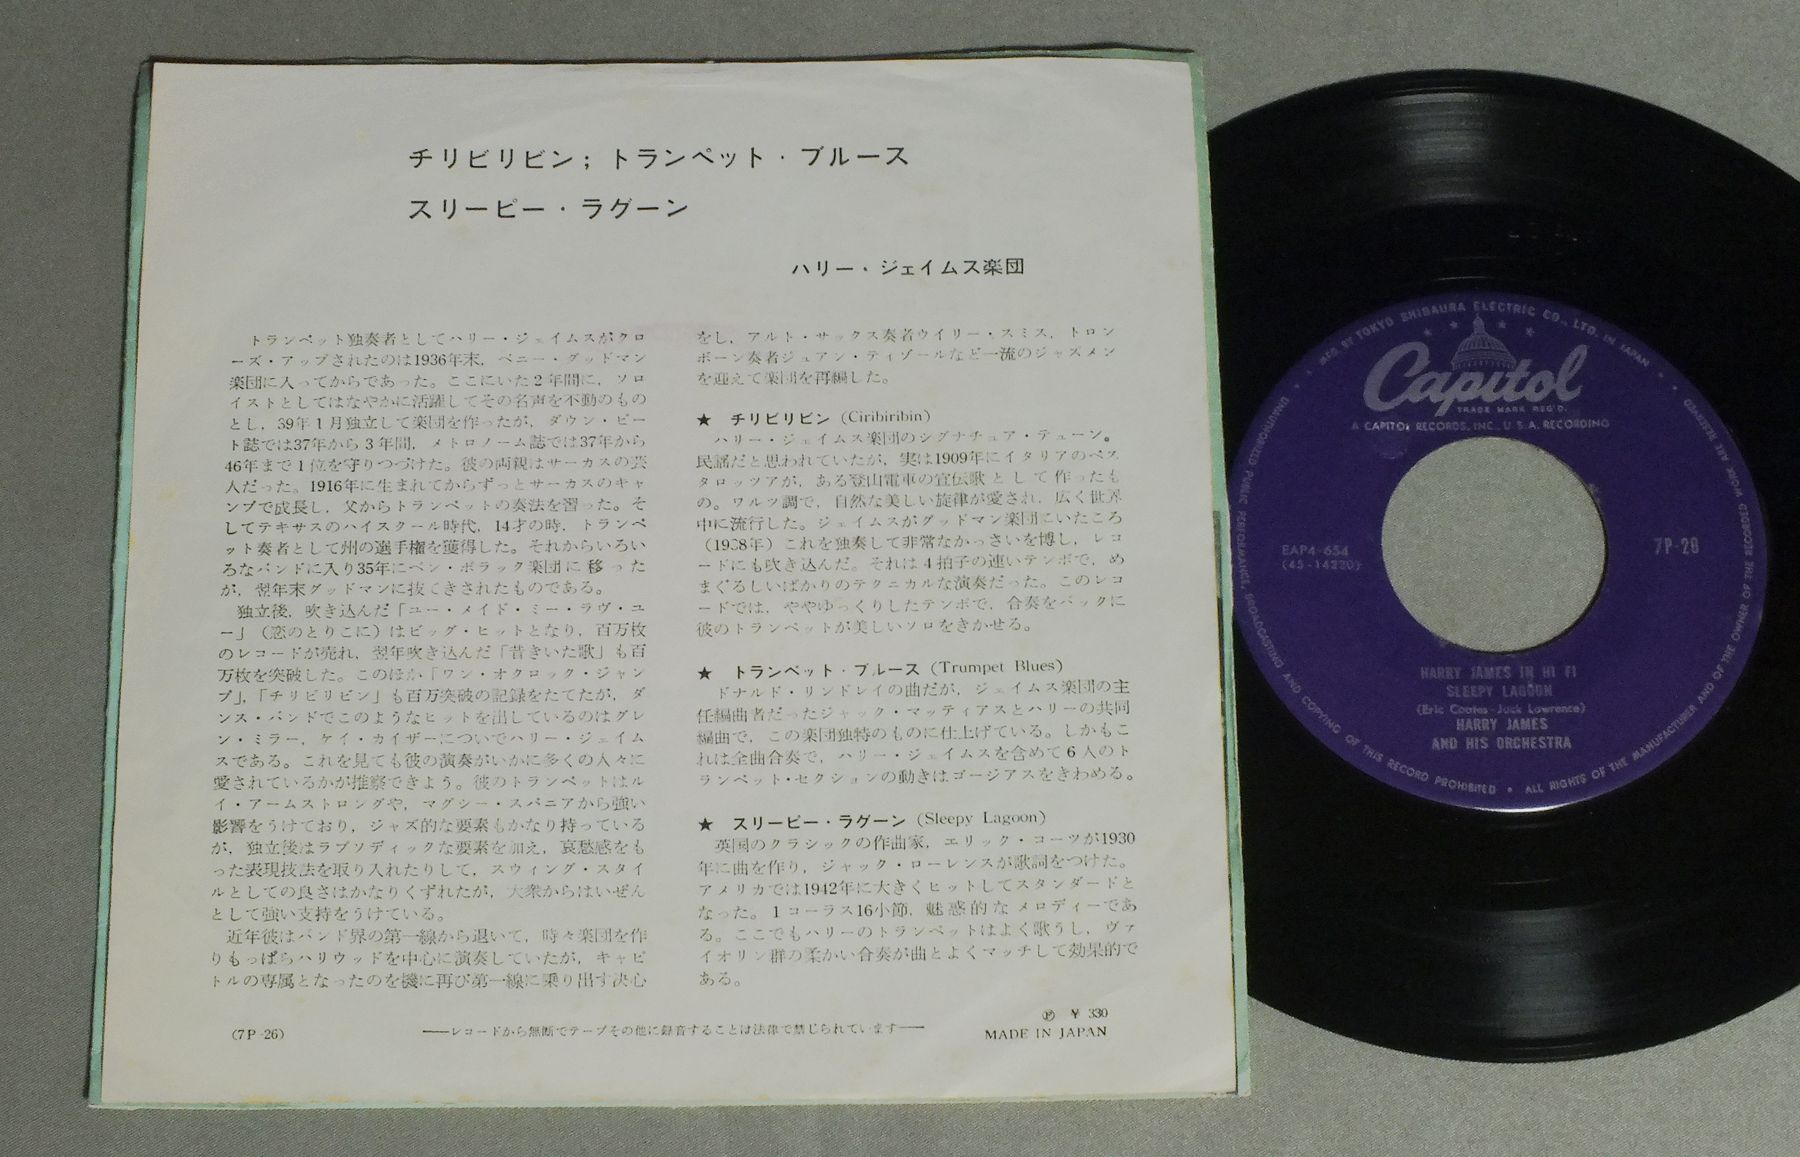 チリビリビン；トランペット・ブルース
スリーピー・ラグーン
ハリー・ジェイムス楽団
トランペット独奏者としてハリー・ジェイムスがクロ
ーズ・アップされたのは1936年末，ベニー・グッドマン
楽団に入ってからであった。ここにいた2年間に，ソロ
イストとしてはなやかに活躍してその名声を不動のもの
とし，39年1月独立して楽団を作ったが，ダウン・ビー
ト誌では37年から3年間，メトロノーム誌では37年から
46年まで1位を守りつづけた。彼の両親はサーカスの芸
人だった。1916年に生まれてからずっとサーカスのキャ
ンプで成長し，父からトランペットの奏法を習った。そ
してテキサスのハイスクール時代，14才の時，トランペ
ット奏者として州の選手権を獲得した。それからいろい
ろなバンドに入り35年にベン・ポラック楽団に移った
が，翌年末グッドマンに抜てきされたものである。
独立後，吹き込んだ「ユー・メイド・ミー・ラヴ・ユ
ー」（恋のとりこに）はビッグ・ヒットとなり，百万枚
のレコードが売れ，翌年吹き込んだ「昔きいた歌」も百
万枚を突破した。このほか「ワン・オクロック・ジャン
プ」，「チリビリビン」も百万突破の記録をたてたが，ダ
ンス・バンドでこのようなヒットを出しているのはグレ
ン・ミラー，ケイ・カイザーについでハリー・ジェイム
スである。これを見ても彼の演奏がいかに多くの人々に
愛されているかが推察できよう。彼のトランペットはル
イ・アームストロングや，マグシー・スパニアから強い
影響をうけており，ジャズ的な要素もかなり持っている
が，独立後はラプソディックな要素を加え，哀愁感をも
った表現技法を取り入れたりして，スウィング・スタイ
ルとしての良さはかなりくずれたが，大衆からはいぜん
として強い支持をうけている。
近年彼はバンド界の第一線から退いて，時々楽団を作
りもっぱらハリウッドを中心に演奏していたが，キャピ
トルの専属となったのを機に再び第一線に乗り出す決心
をし，アルト・サックス奏者ウイリー・スミス，トロン
ボーン奏者ジュアン・ティゾールなど一流のジャズメン
を迎えて楽団を再編した。
★ チリビリビン（Ciribiribin）
ハリー・ジェイムス楽団のシグナチュア・テューン。
民謡だと思われていたが，実は1909年にイタリアのペス
タロッツアが，ある登山電車の宣伝歌として作ったも
の。ワルツ調で，自然な美しい旋律が愛され，広く世界
中に流行した。ジェイムスがグッドマン楽団にいたころ
（1938年）これを独奏して非常なかっさいを博し，レコ
ードにも吹き込んだ。それは4拍子の速いテンポで，め
まぐるしいばかりのテクニカルな演奏だった。このレコ
ードでは，ややゆっくりしたテンポで，合奏をバックに
彼のトランペットが美しいソロをきかせる。
★ トランペット・ブルース（Trumpet Blues）
ドナルド・リンドレイの曲だが，ジェイムス楽団の主
任編曲者だったジャック・マッティアスとハリーの共同
編曲で，この楽団独特のものに仕上げている。しかもこ
れは全曲合奏で，ハリー・ジェイムスを含めて6人のト
ランペット・セクションの動きはゴージアスをきわめる。
★ スリーピー・ラグーン（Sleepy Lagoon）
英国のクラシックの作曲家，エリック・コーツが1930
年に曲を作り，ジャック・ローレンスが歌詞をつけた。
アメリカでは1942年に大きくヒットしてスタンダードと
なった。1コーラス16小節，魅惑的なメロディーであ
る。ここでもハリーのトランペットはよく歌うし，ヴァ
イオリン群の柔かい合奏が曲とよくマッチして効果的で
ある。
（7P-26）
──レコードから無断でテープその他に録音することは法律で禁じられています──
Ⓟ ￥330
MADE IN JAPAN
MFD. BY TOKYO SHIBAURA ELECTRIC CO., LTD. IN JAPAN
Capitol
TRADE MARK REG'D.
A CAPITOL RECORDS, INC., U.S.A. RECORDING
EAP4-654
(45-14220)
7P-26
HARRY JAMES IN HI FI
SLEEPY LAGOON
(Eric Coates-Jack Lawrence)
HARRY JAMES
AND HIS ORCHESTRA
UNAUTHORIZED PUBLIC PERFORMANCE, BROADCASTING AND COPYING OF THIS RECORD PROHIBITED • ALL RIGHTS OF THE MANUFACTURER AND OF THE OWNER OF THE RECORDED WORK ARE RESERVED